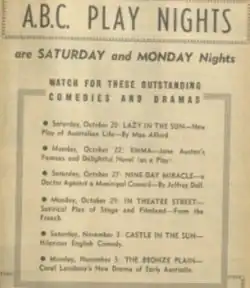 A.B.C. PLAY NIGHTS
are SATURDAY and MONDAY Nights
WATCH FOR THESE OUTSTANDING
COMEDIES AND DRAMAS
● Saturday, October 20: LAZY IN THE SUN—New
Play of Australian Life—By Max Afford
● Monday, October 22: EMMA—Jane Austen's
Famous and Delightful Novel (as a Play)
● Saturday, October 27: NINE-DAY MIRACLE—a
Doctor Against a Municipal Council—By Jeffrey Dell.
● Monday, October 29: IN THEATRE STREET—
Satirical Play of Stage and Filmland—From the
French.
● Saturday, November 3: CASTLE IN THE SUN—
Hilarious English Comedy.
● Monday, November 5: THE BRONZE PLAIN—
Coral Lansbury's New Drama of Early Australia.